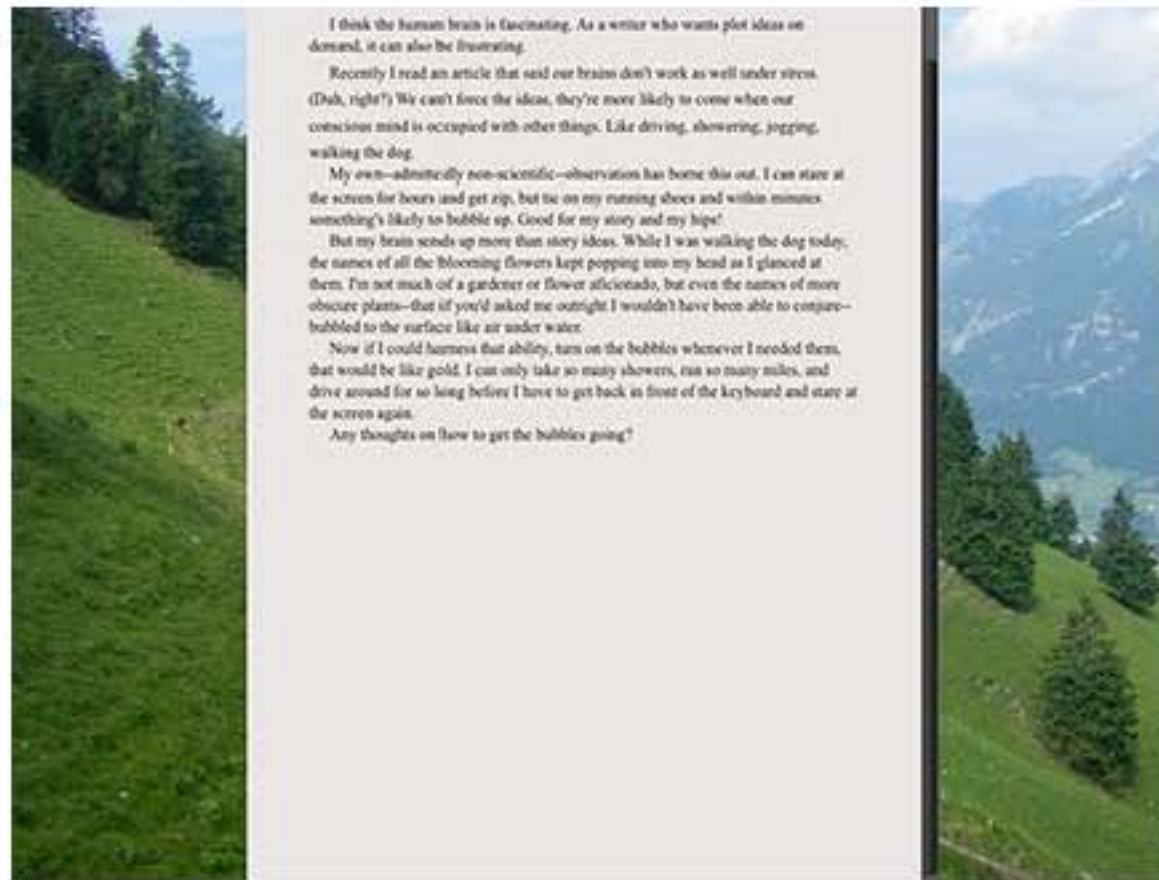 I think the human brain is fascinating. As a writer who wants plot ideas on
demand, it can also be frustrating.
Recently I read an article that said our brains don't work as well under stress.
(Duh, right?) We can't force the ideas, they're more likely to come when our
conscious mind is occupied with other things. Like driving, showering, jogging,
walking the dog.
My own--admittedly non-scientific--observation has borne this out. I can stare at
the screen for hours and get zip, but tie on my running shoes and within minutes
something's likely to bubble up. Good for my story and my hips!
But my brain sends up more than story ideas. While I was walking the dog today,
the names of all the blooming flowers kept popping into my head as I glanced at
them. I'm not much of a gardener or flower aficionado, but even the names of more
obscure plants--that if you'd asked me outright I wouldn't have been able to conjure--
bubbled to the surface like air under water.
Now if I could harness that ability, turn on the bubbles whenever I needed them,
that would be like gold. I can only take so many showers, run so many miles, and
drive around for so long before I have to get back in front of the keyboard and stare at
the screen again.
Any thoughts on how to get the bubbles going?